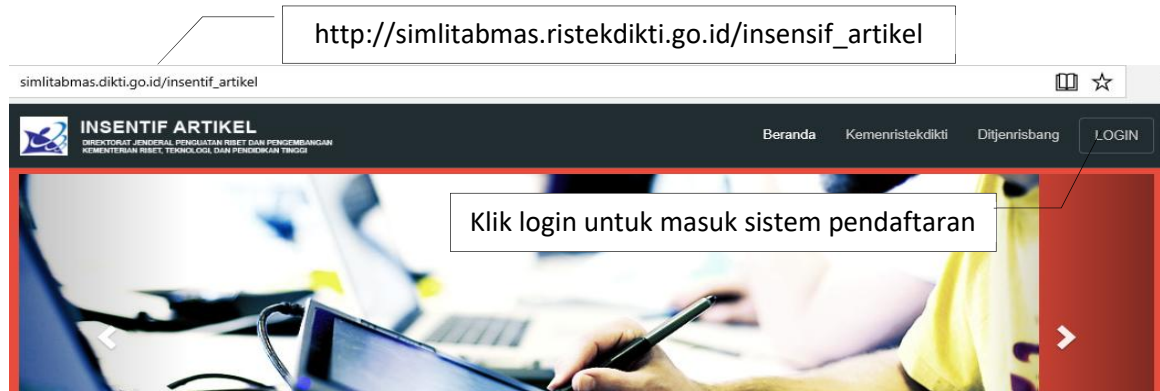 http://simlitabmas.ristekdikti.go.id/insensif_artikel
simlitabmas.dikti.go.id/insentif_artikel
INSENTIF ARTIKEL
DIREKTORAT JENDERAL PENGUATAN RISET DAN PENGEMBANGAN
KEMENTERIAN RISET, TEKNOLOGI, DAN PENDIDIKAN TINGGI
Beranda Kemenristekdikti Ditjenrisbang LOGIN
Klik login untuk masuk sistem pendaftaran